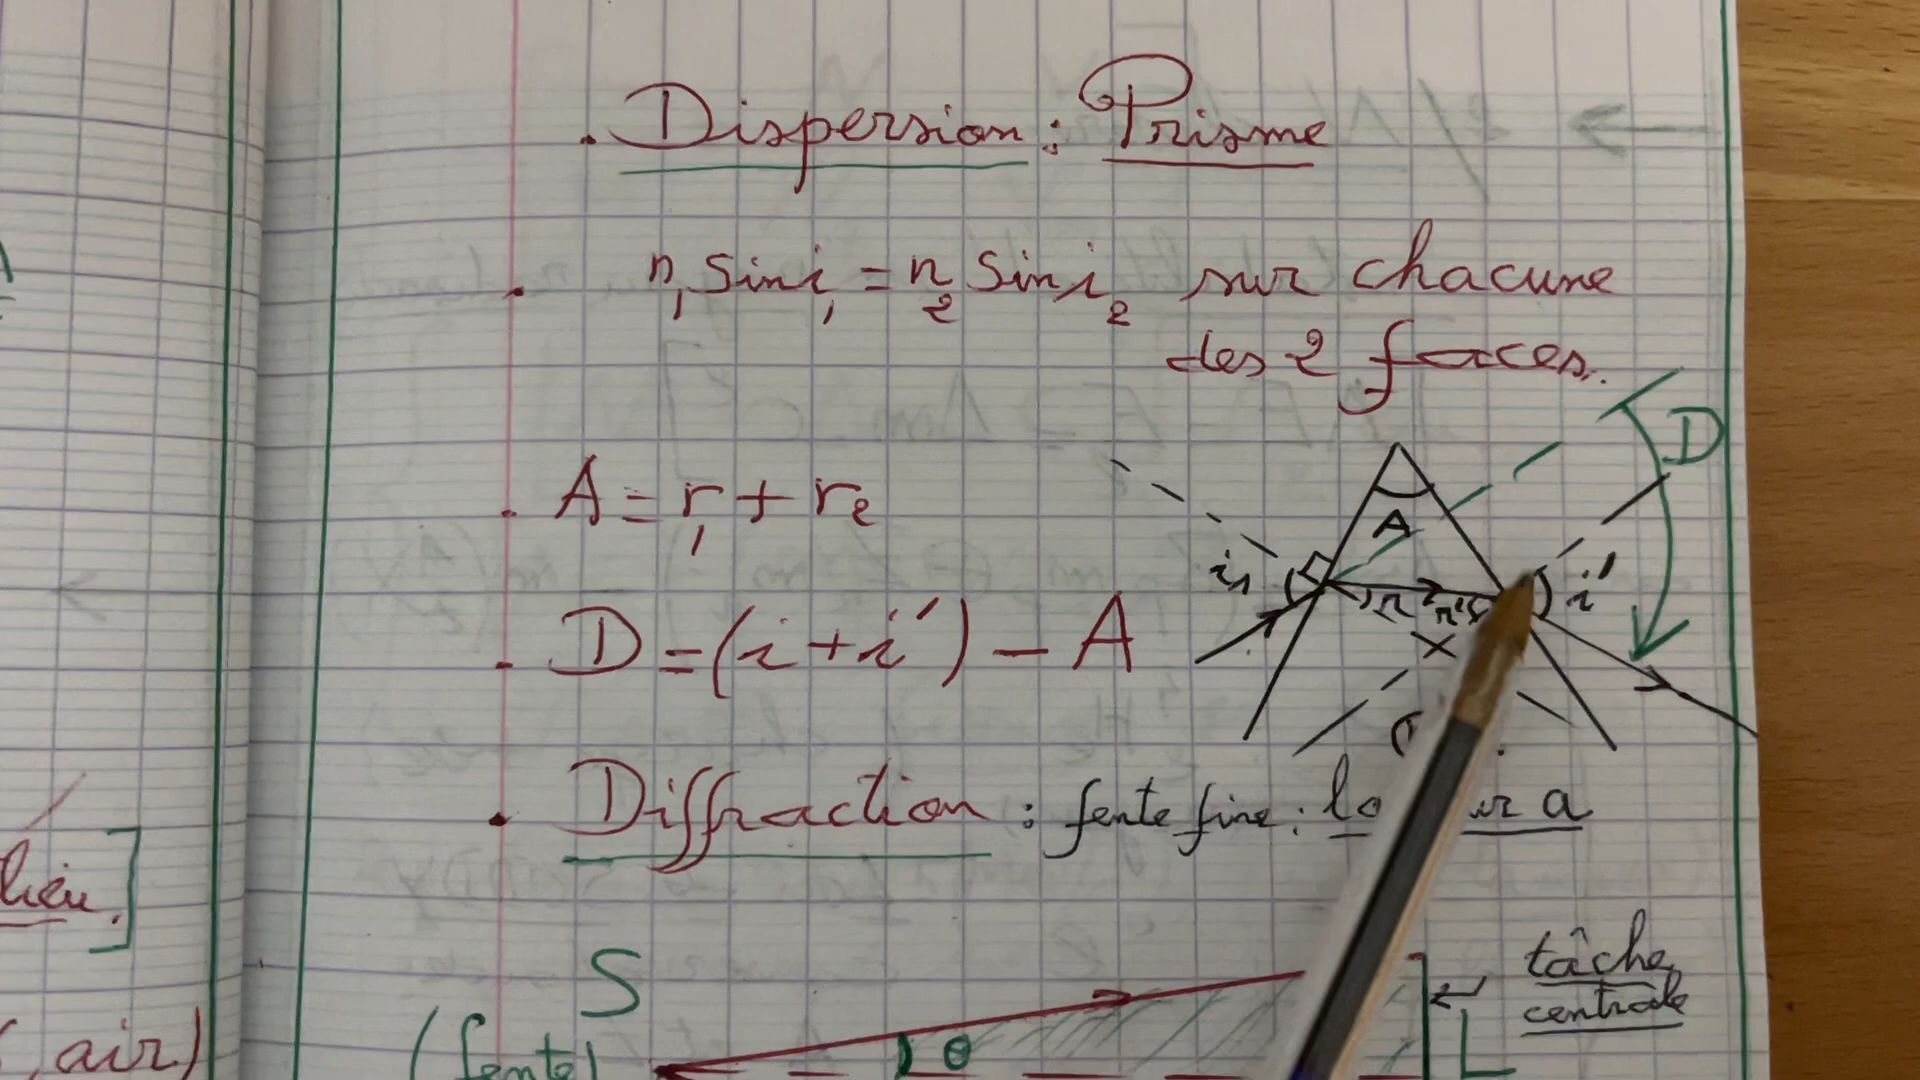 . Dispersion : Prisme
. n₁ sin i₁ = n₂ sin i₂ sur chacune
des 2 faces.
D
. A = r₁ + r₂
A
i₁
r
r'
i'
. D = (i + i') - A
. Diffraction : fente fine : a
lieu.]
tâche
centrale
S
L
, air)
(fente)
θ